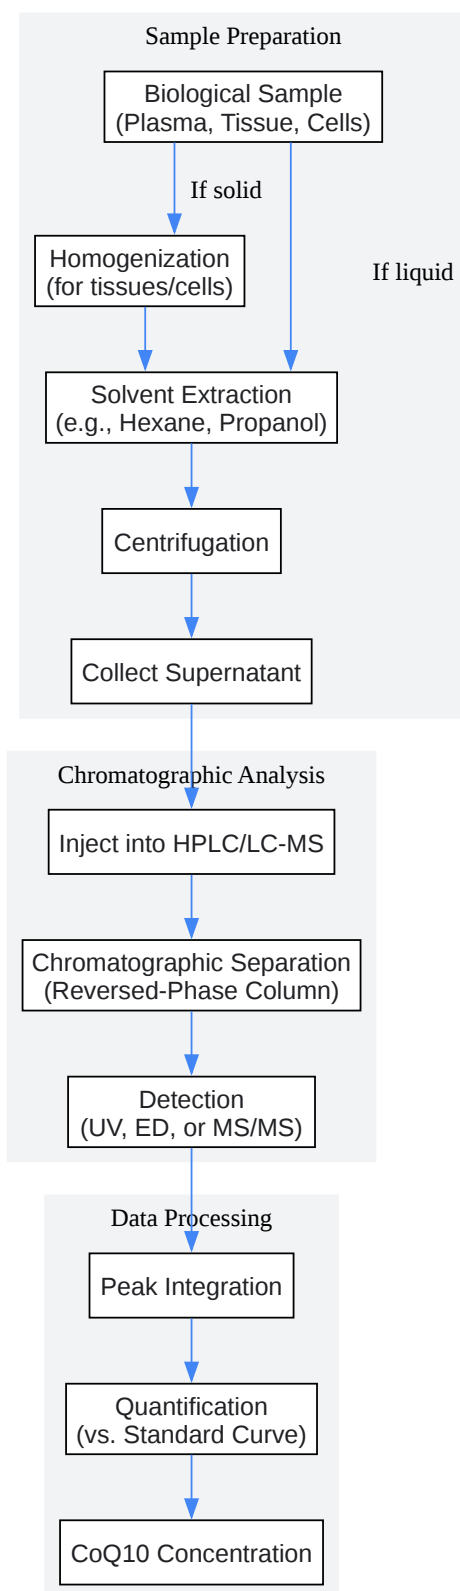 Sample Preparation
Biological Sample
(Plasma, Tissue, Cells)
If solid
Homogenization
(for tissues/cells)
If liquid
Solvent Extraction
(e.g., Hexane, Propanol)
Centrifugation
Collect Supernatant
Chromatographic Analysis
Inject into HPLC/LC-MS
Chromatographic Separation
(Reversed-Phase Column)
Detection
(UV, ED, or MS/MS)
Data Processing
Peak Integration
Quantification
(vs. Standard Curve)
CoQ10 Concentration